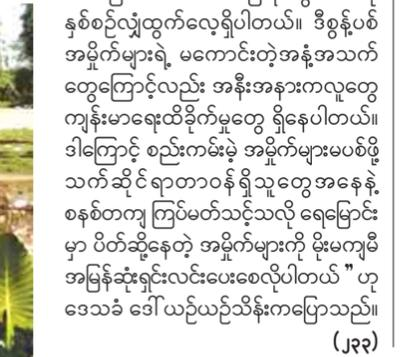 နှစ်စဉ်လျှံထွက်လေ့ရှိပါတယ်။ ဒီစွန့်ပစ်
အမှိုက်များရဲ့ မကောင်းတဲ့အနံ့အသက်
တွေကြောင့်လည်း အနီးအနားကလူတွေ
ကျန်းမာရေးထိခိုက်မှုတွေ ရှိနေပါတယ်။
ဒါကြောင့် စည်းကမ်းမဲ့ အမှိုက်များမပစ်ဖို့
သက်ဆိုင်ရာတာဝန်ရှိသူတွေအနေနဲ့
စနစ်တကျ ကြပ်မတ်သင့်သလို ရေမြောင်း
မှာ ပိတ်ဆို့နေတဲ့ အမှိုက်များကို မိုးမကျမီ
အမြန်ဆုံးရှင်းလင်းပေးစေလိုပါတယ် ” ဟု
ဒေသခံ ဒေါ်ယဉ်ယဉ်သိန်းကပြောသည်။
(၂၃၃)